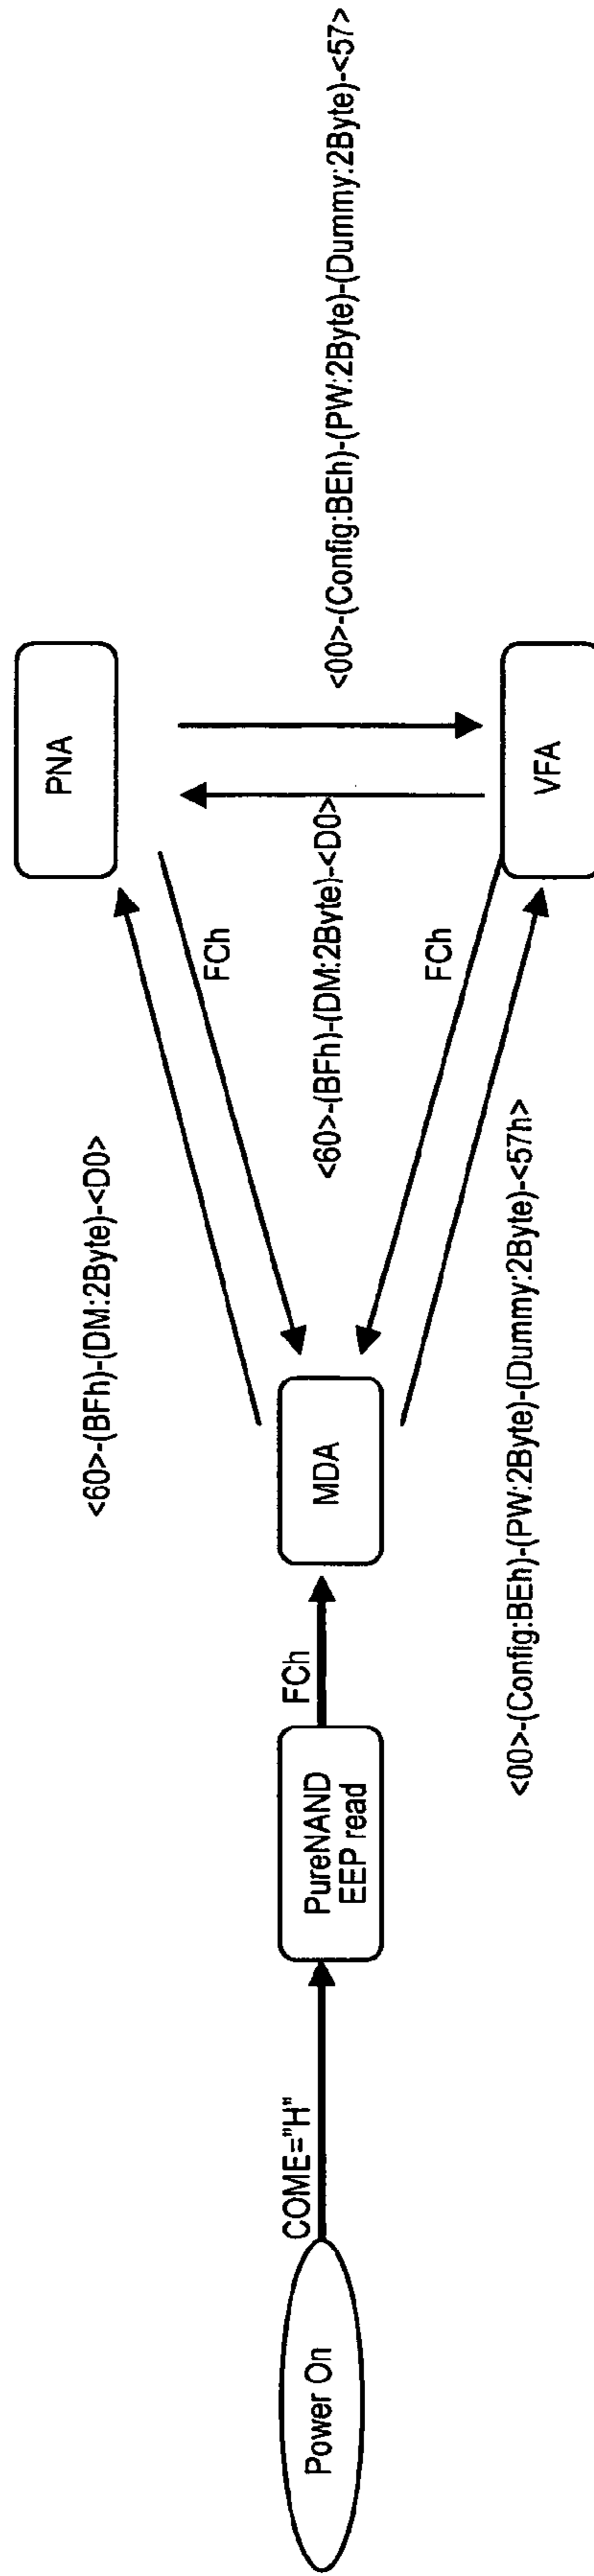 Power On
COME="H"
PureNAND
EEP read
FCh
MDA
<60>-(BFh)-(DM:2Byte)-<D0>
FCh
PNA
<60>-(BFh)-(DM:2Byte)-<D0>
<00>-(Config:BEh)-(PW:2Byte)-(Dummy:2Byte)-<57>
FCh
<00>-(Config:BEh)-(PW:2Byte)-(Dummy:2Byte)-<57h>
VFA